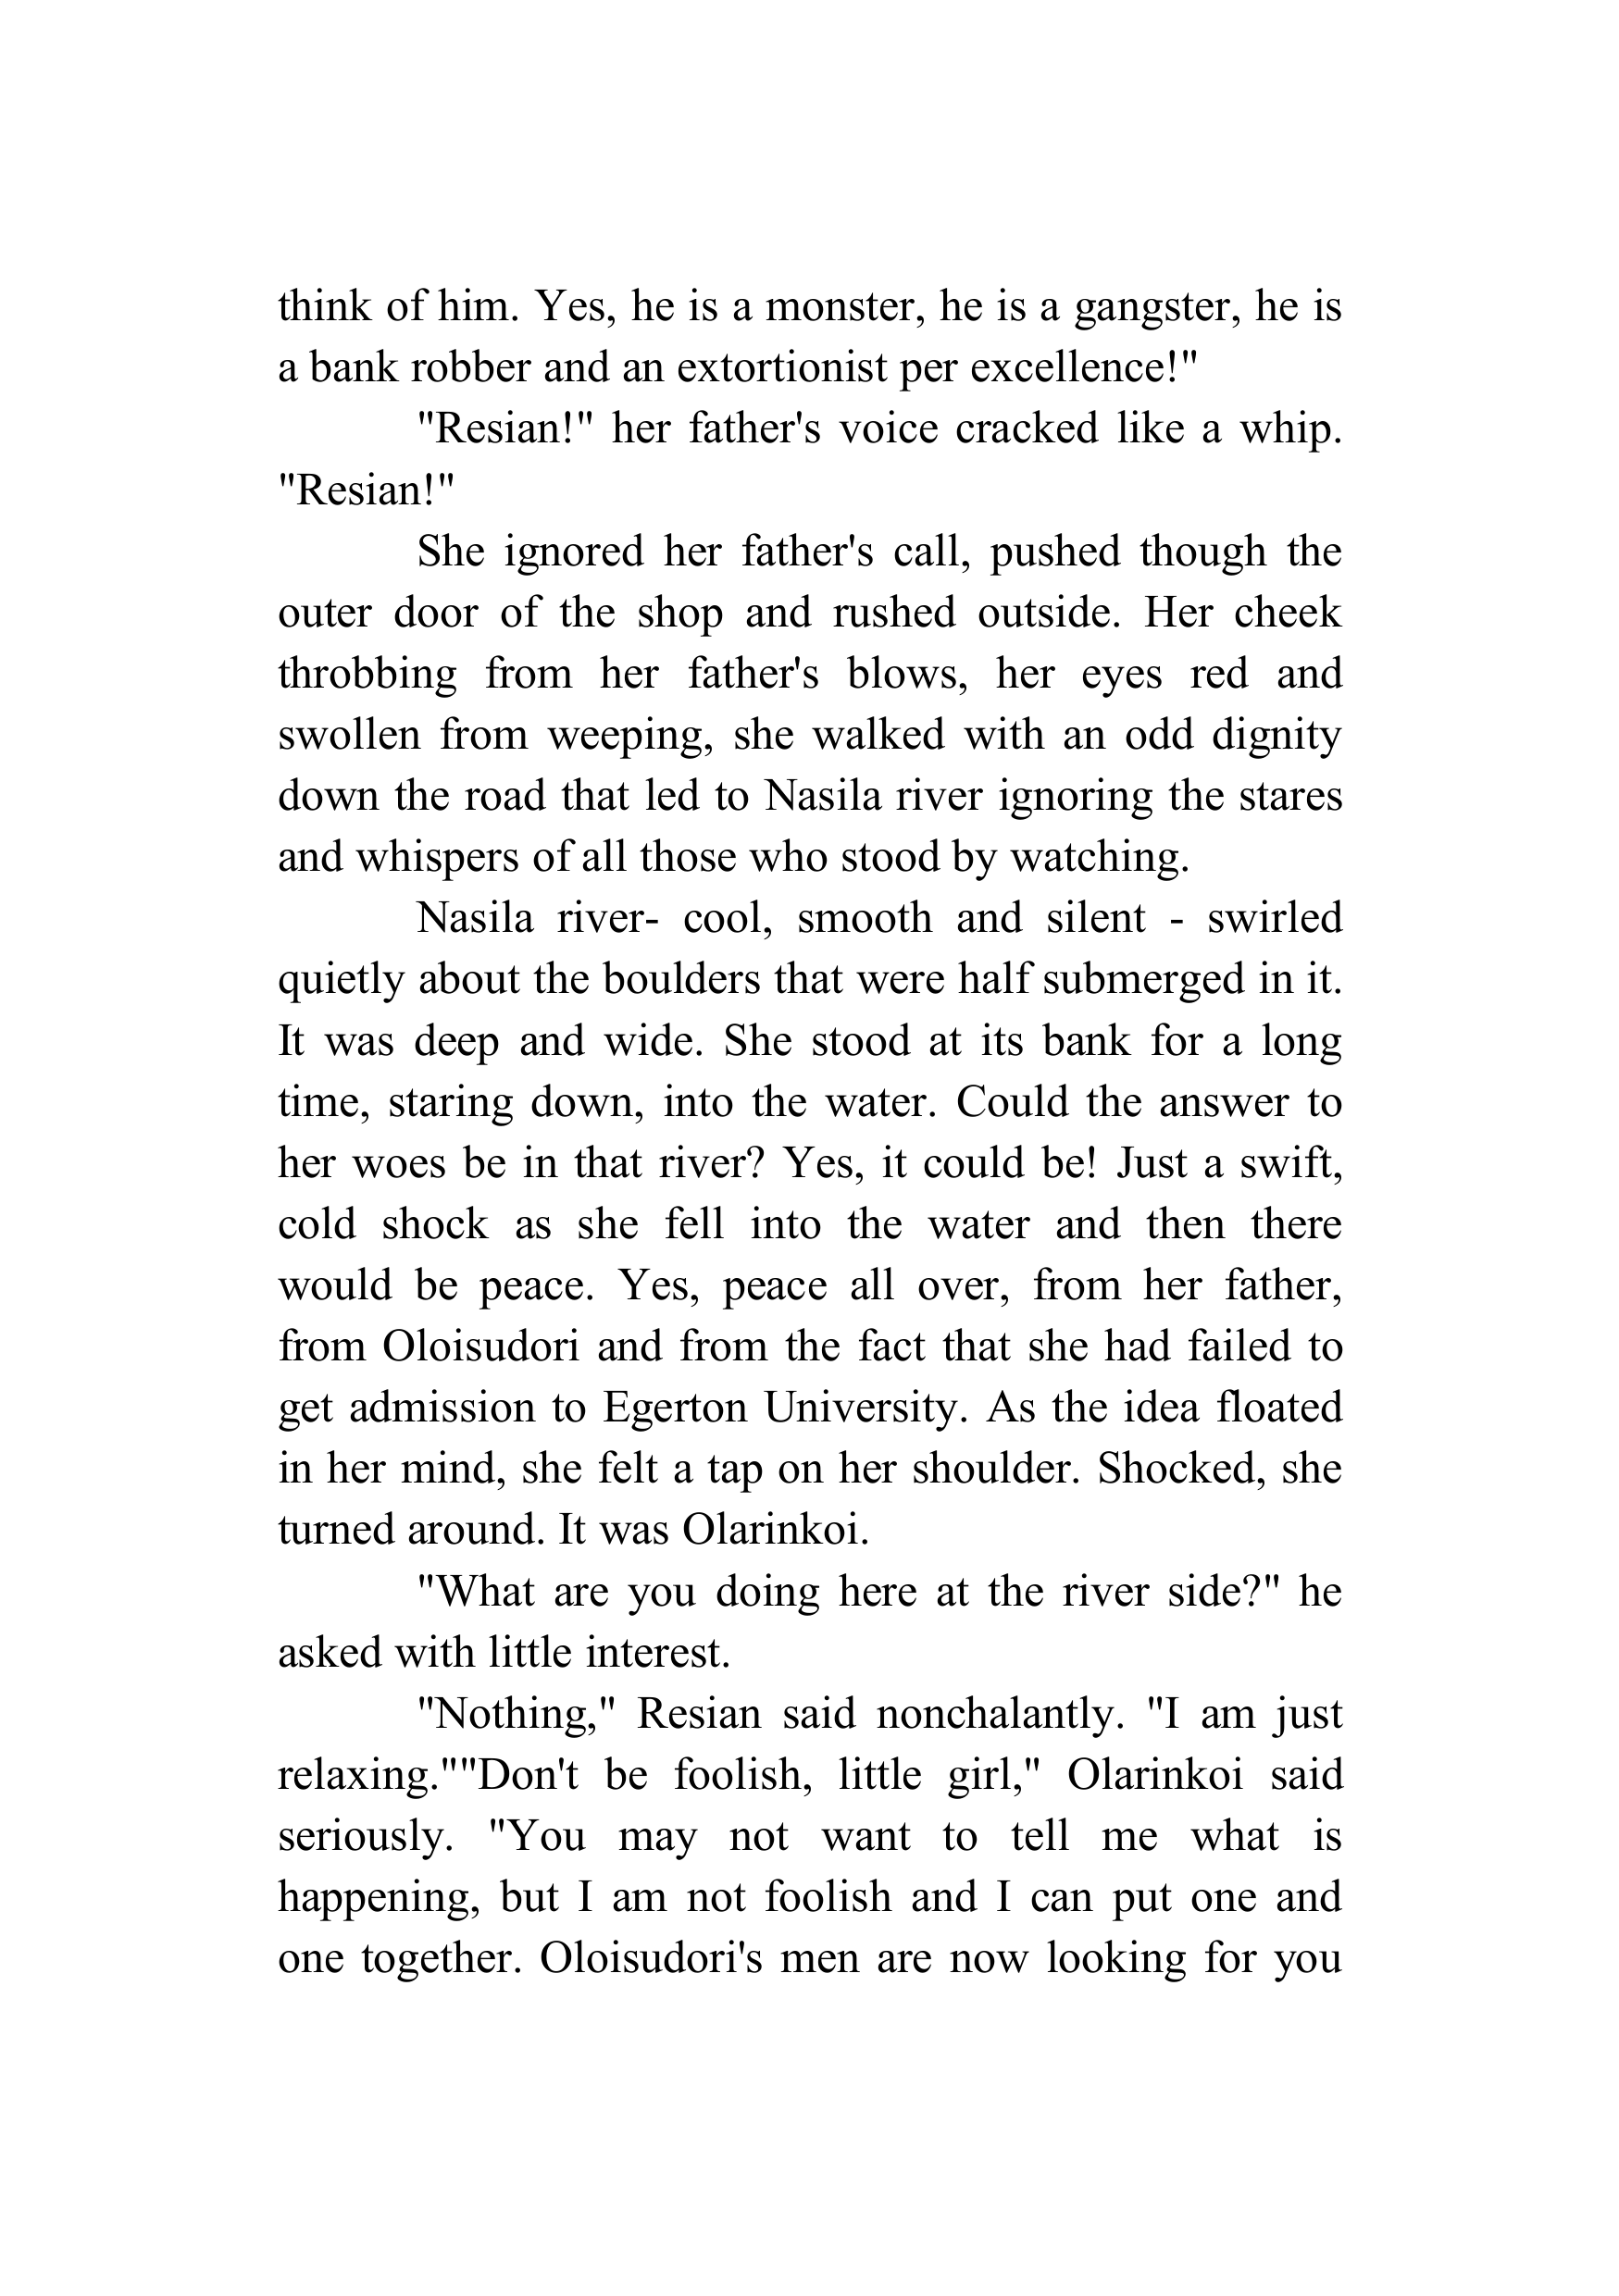 think of him. Yes, he is a monster, he is a gangster, he is
a bank robber and an extortionist per excellence!"
"Resian!" her father's voice cracked like a whip.
"Resian!"
She ignored her father's call, pushed though the
outer door of the shop and rushed outside. Her cheek
throbbing from her father's blows, her eyes red and
swollen from weeping, she walked with an odd dignity
down the road that led to Nasila river ignoring the stares
and whispers of all those who stood by watching.
Nasila river- cool, smooth and silent - swirled
quietly about the boulders that were half submerged in it.
It was deep and wide. She stood at its bank for a long
time, staring down, into the water. Could the answer to
her woes be in that river? Yes, it could be! Just a swift,
cold shock as she fell into the water and then there
would be peace. Yes, peace all over, from her father,
from Oloisudori and from the fact that she had failed to
get admission to Egerton University. As the idea floated
in her mind, she felt a tap on her shoulder. Shocked, she
turned around. It was Olarinkoi.
"What are you doing here at the river side?" he
asked with little interest.
"Nothing," Resian said nonchalantly. "I am just
relaxing.""Don't be foolish, little girl," Olarinkoi said
seriously. "You may not want to tell me what is
happening, but I am not foolish and I can put one and
one together. Oloisudori's men are now looking for you